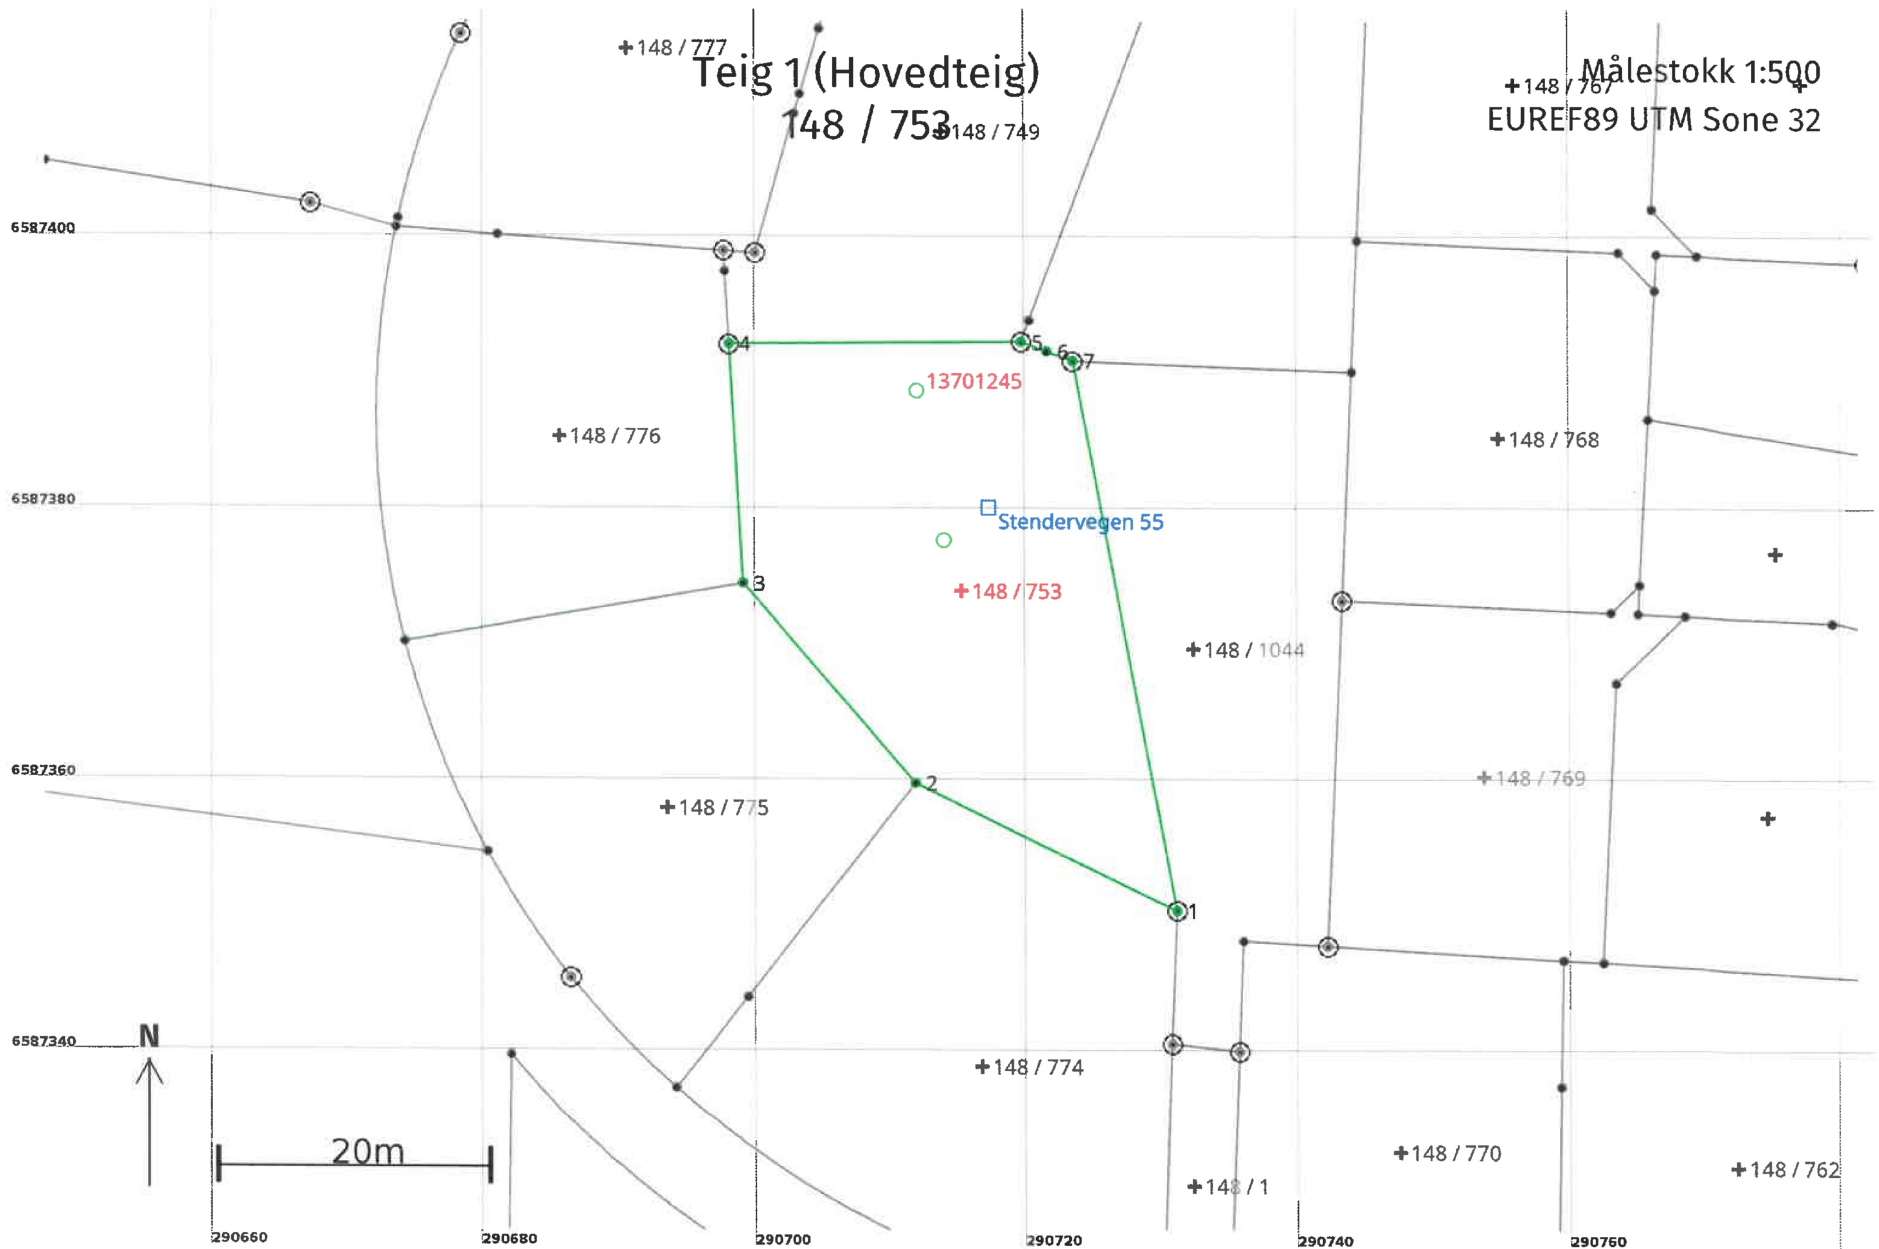 148 / 777
Teig 1 (Hovedteig)
148 / 753
148 / 749
Målestokk 1:500
148 / 767
EUREF89 UTM Sone 32
6587400
4
5
6
7
13701245
148 / 776
148 / 768
6587380
Stendervegen 55
3
148 / 753
148 / 1044
6587360
2
148 / 775
148 / 769
1
N
6587340
148 / 774
20m
148 / 770
148 / 762
148 / 1
290660
290680
290700
290720
290740
290760